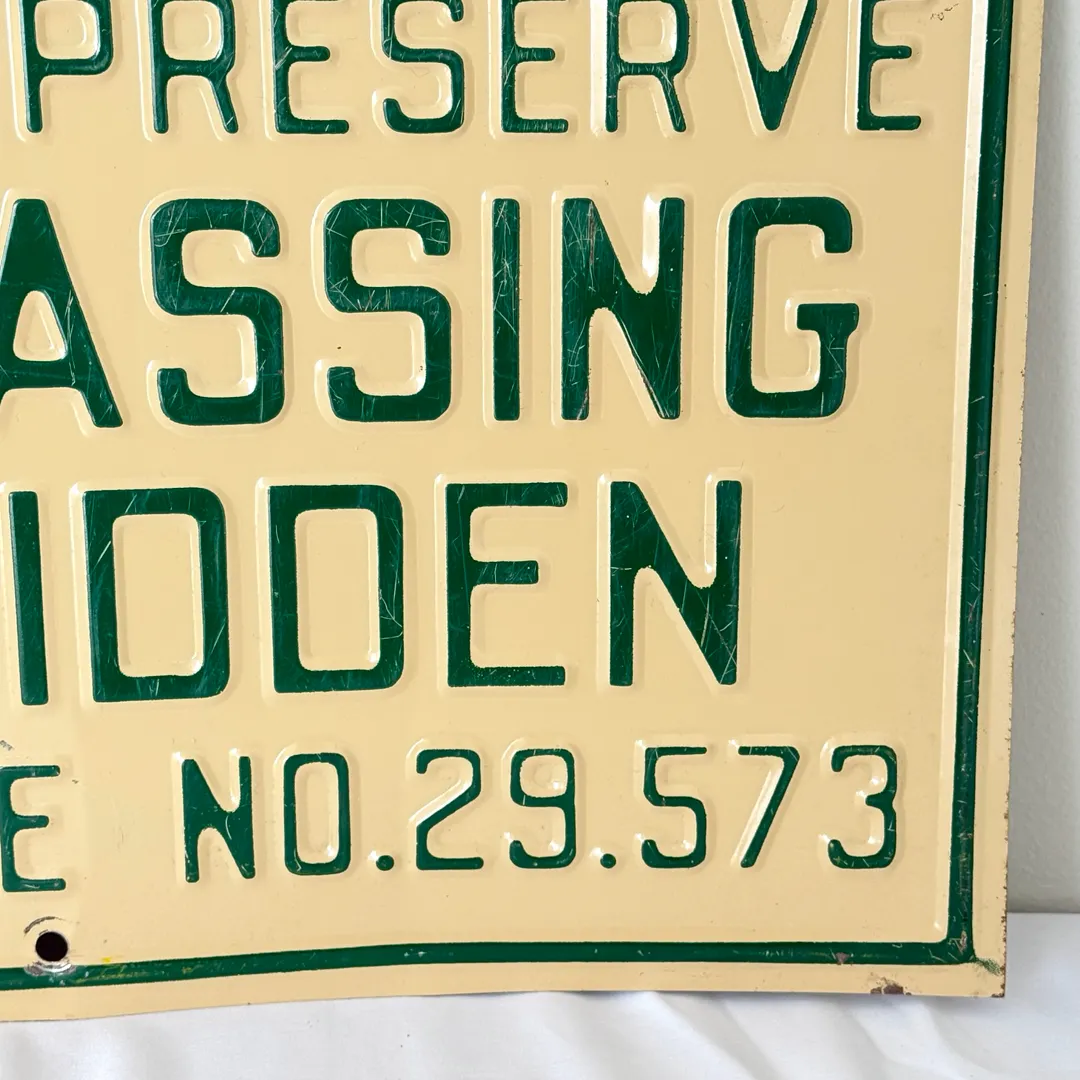 PRESERVE
ASSING
IDDEN
E NO.29.573